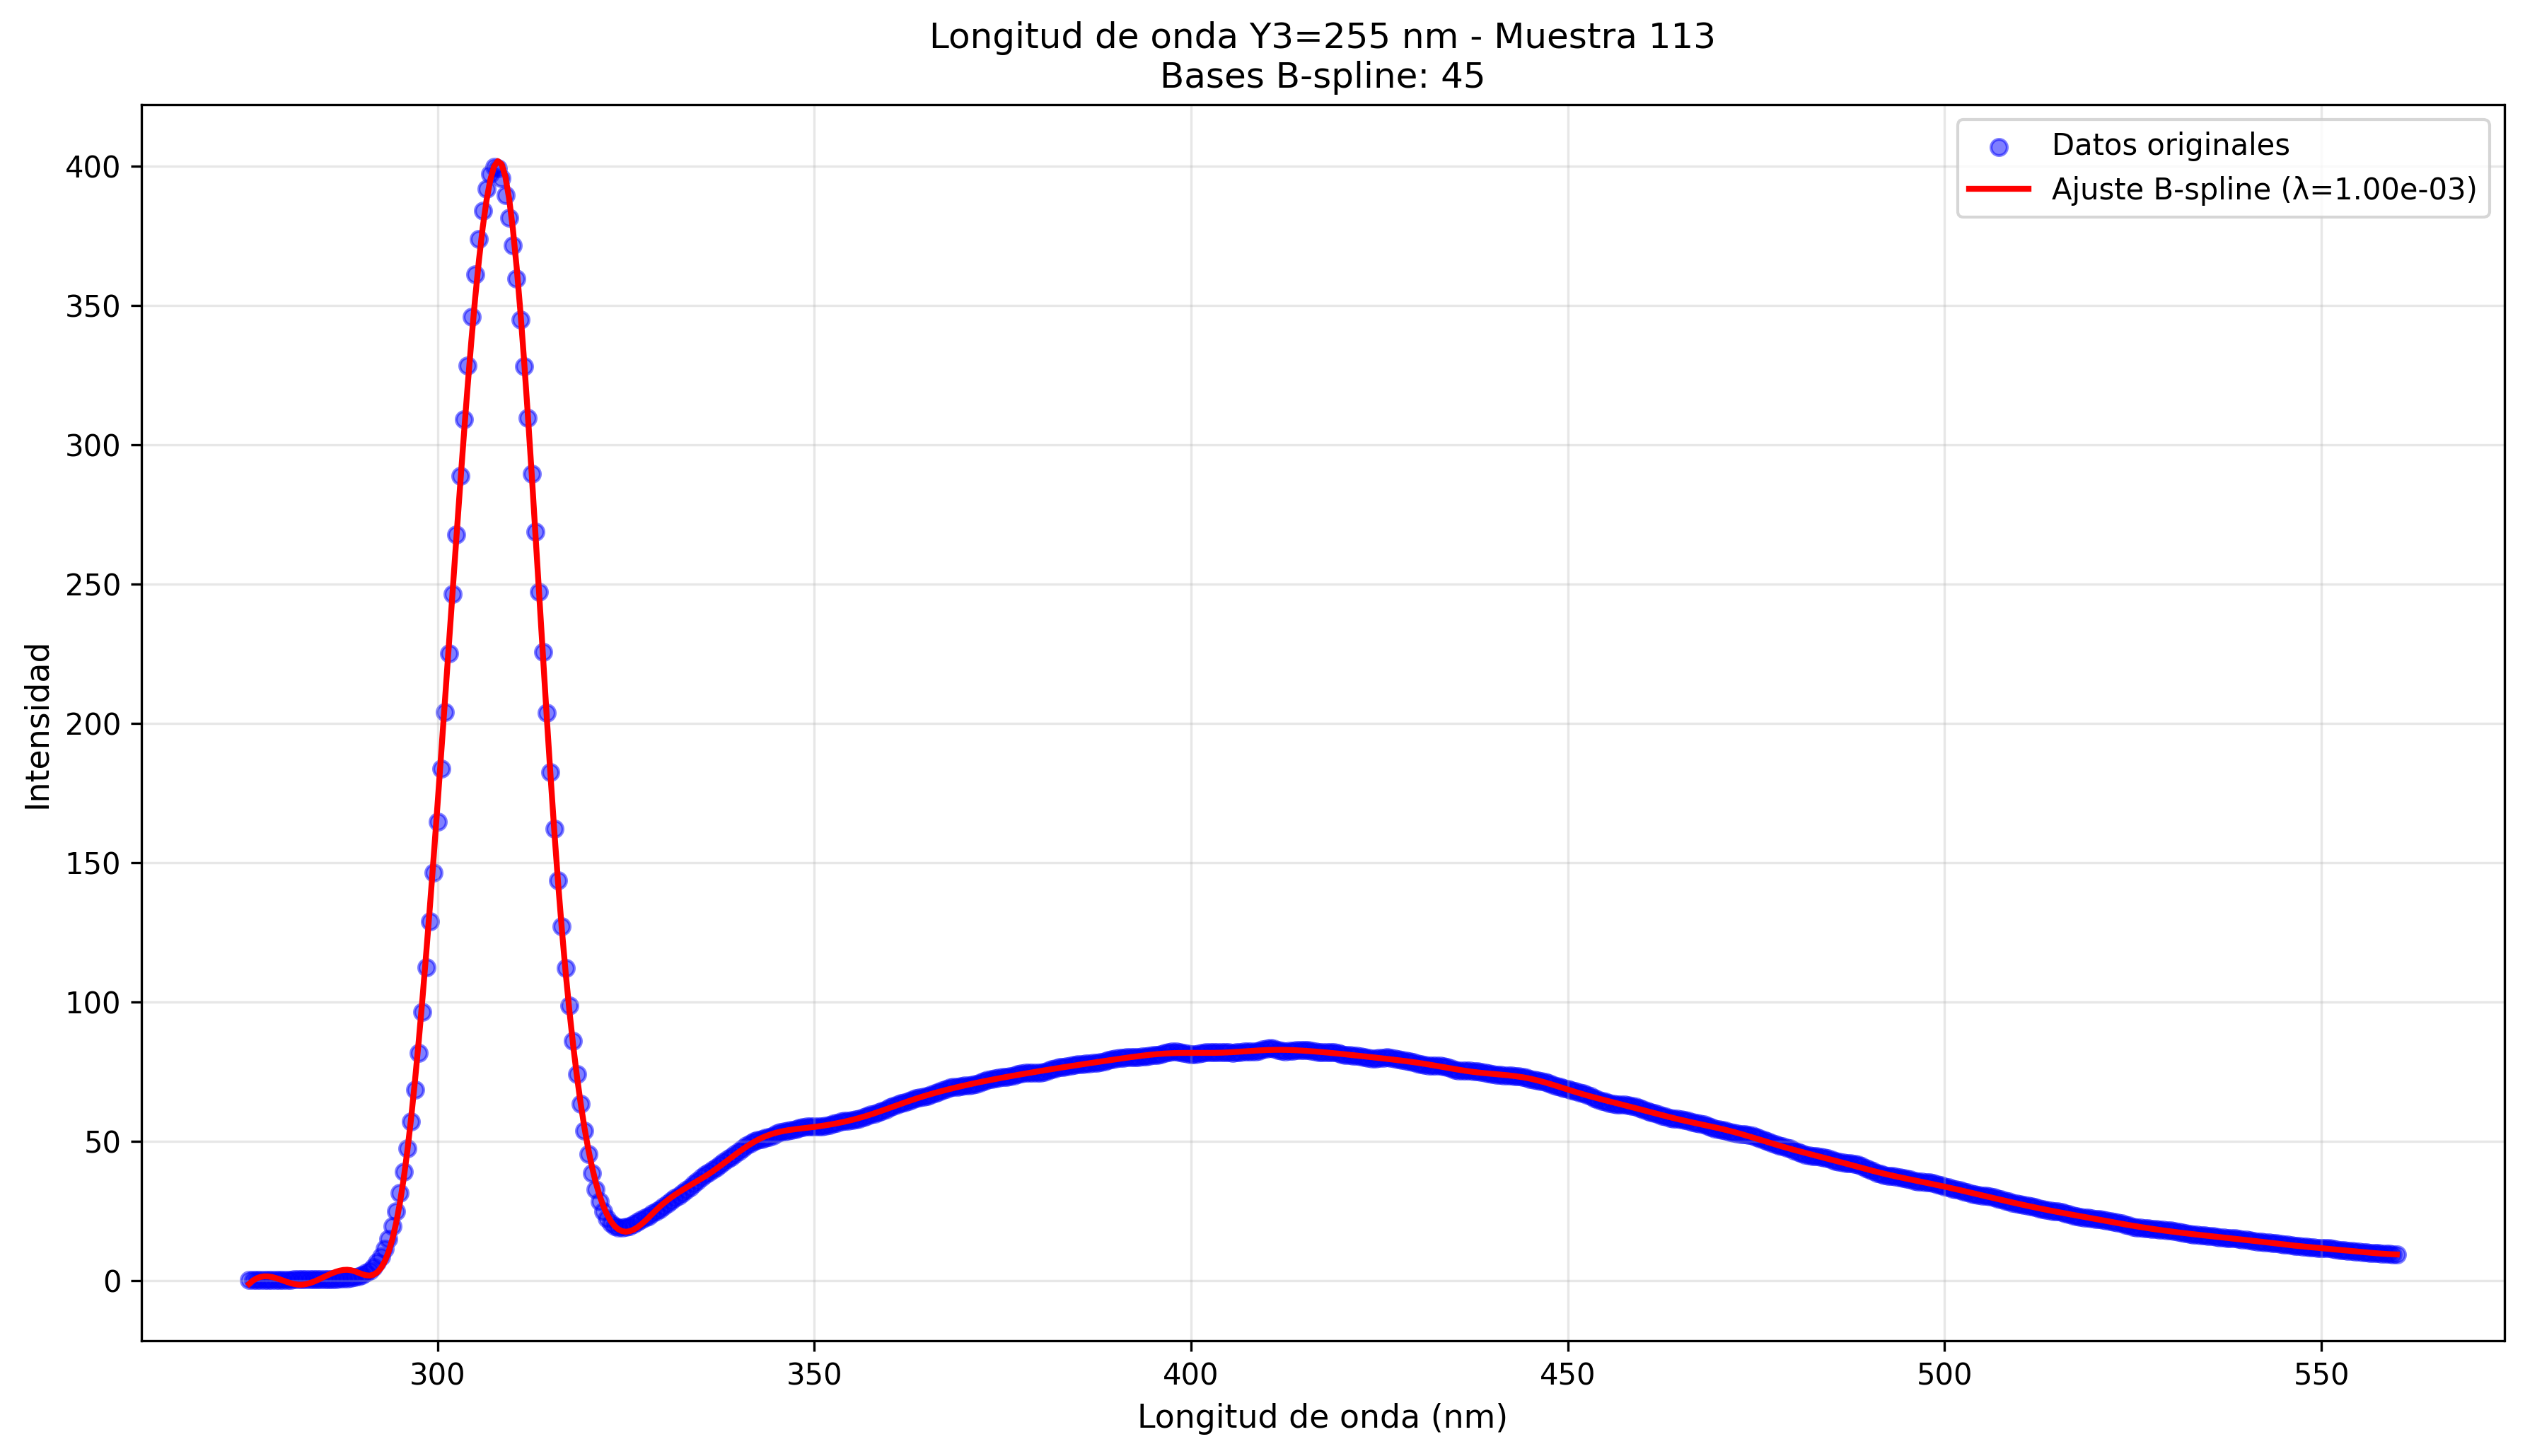 Longitud de onda Y3=255 nm - Muestra 113
Bases B-spline: 45
Datos originales
Ajuste B-spline (λ=1.00e-03)
Intensidad
400
350
300
250
200
150
100
50
0
300 350 400 450 500 550
Longitud de onda (nm)